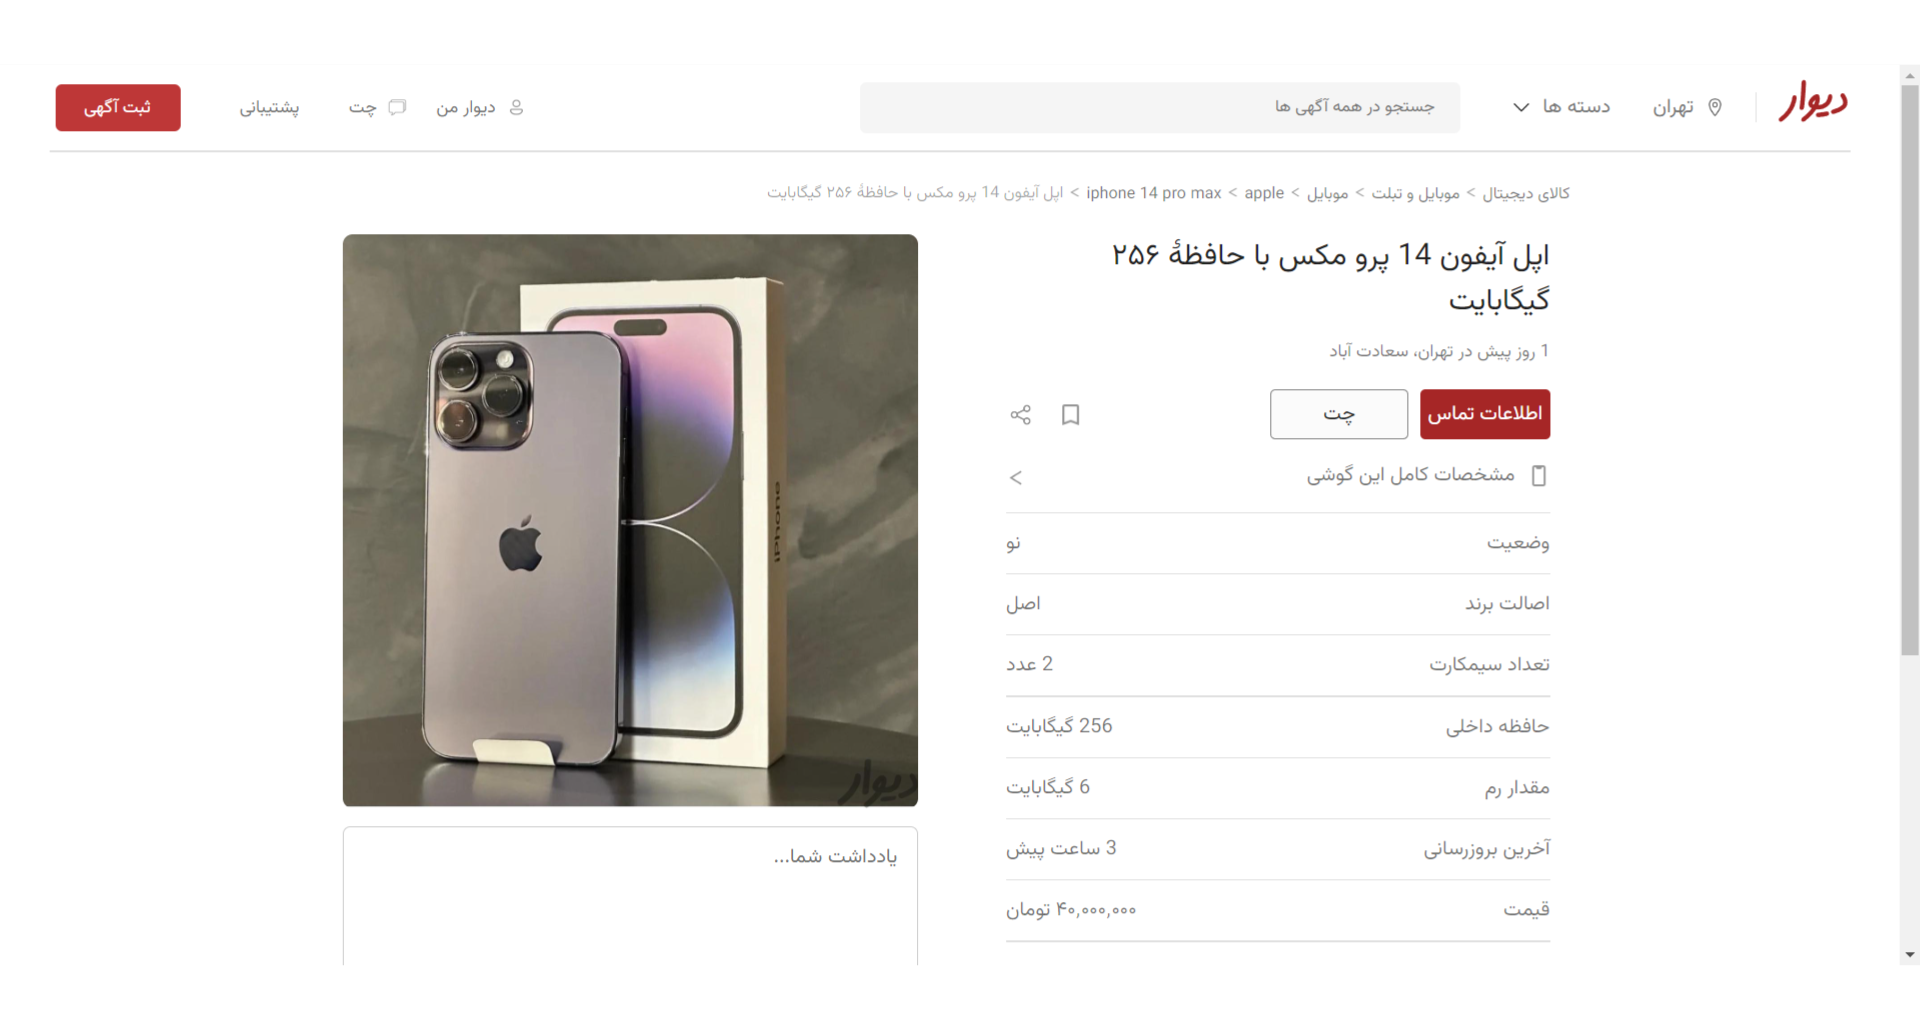 دیوار
تهران
دسته ها
جستجو در همه آگهی ها
دیوار من
چت
پشتیبانی
ثبت آگهی
کالای دیجیتال > موبایل و تبلت > موبایل > apple > iphone 14 pro max > اپل آیفون 14 پرو مکس با حافظهٔ ۲۵۶ گیگابایت
اپل آیفون 14 پرو مکس با حافظهٔ ۲۵۶
گیگابایت
1 روز پیش در تهران، سعادت آباد
اطلاعات تماس
چت
مشخصات کامل این گوشی
وضعیت نو
اصالت برند اصل
تعداد سیمکارت 2 عدد
حافظه داخلی 256 گیگابایت
مقدار رم 6 گیگابایت
آخرین بروزرسانی 3 ساعت پیش
قیمت ۴۰,۰۰۰,۰۰۰ تومان
iPhone
دیوار
یادداشت شما...